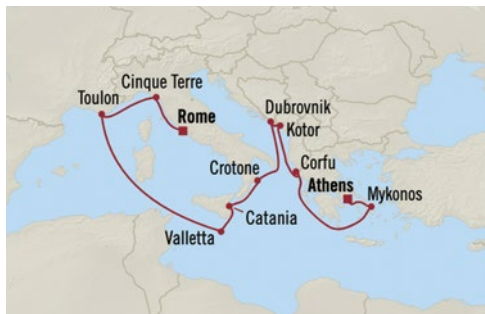 Cinque Terre
Toulon
Rome
Dubrovnik
Kotor
Crotone
Corfu
Athens
Mykonos
Catania
Valletta